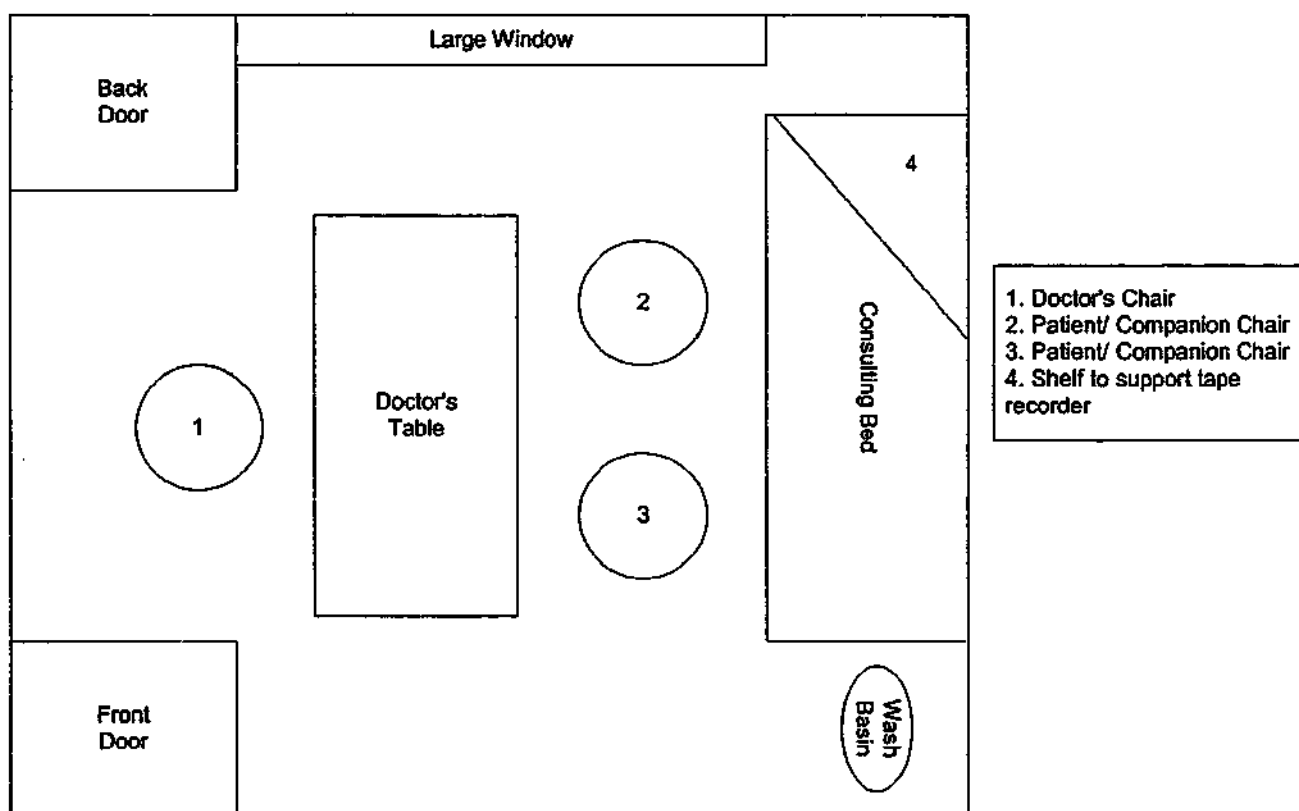 Large Window
Back
Door
4
2
1. Doctor's Chair
2. Patient/ Companion Chair
3. Patient/ Companion Chair
4. Shelf to support tape
recorder
Consulting Bed
1
Doctor's
Table
3
Front
Door
Wash
Basin